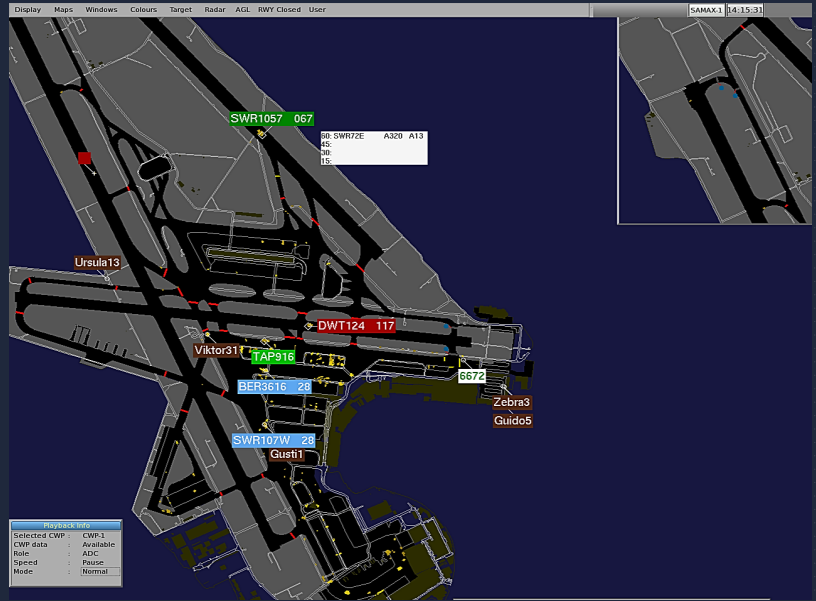 Display Maps Windows Colours Target Radar AGL RWY Closed User
SAMAX-1 14:15:31
SWR1057 067
60: SWR72E A320 A13
45:
30:
15:
Ursula13
DWT124 117
Viktor31
TAP916
6672
BER3616 28
Zebra3
Guido5
SWR107W 28
Gusti1
Playback Info
Selected CWP : CWP-1
CWP data : Available
Role : ADC
Speed : Pause
Mode : Normal